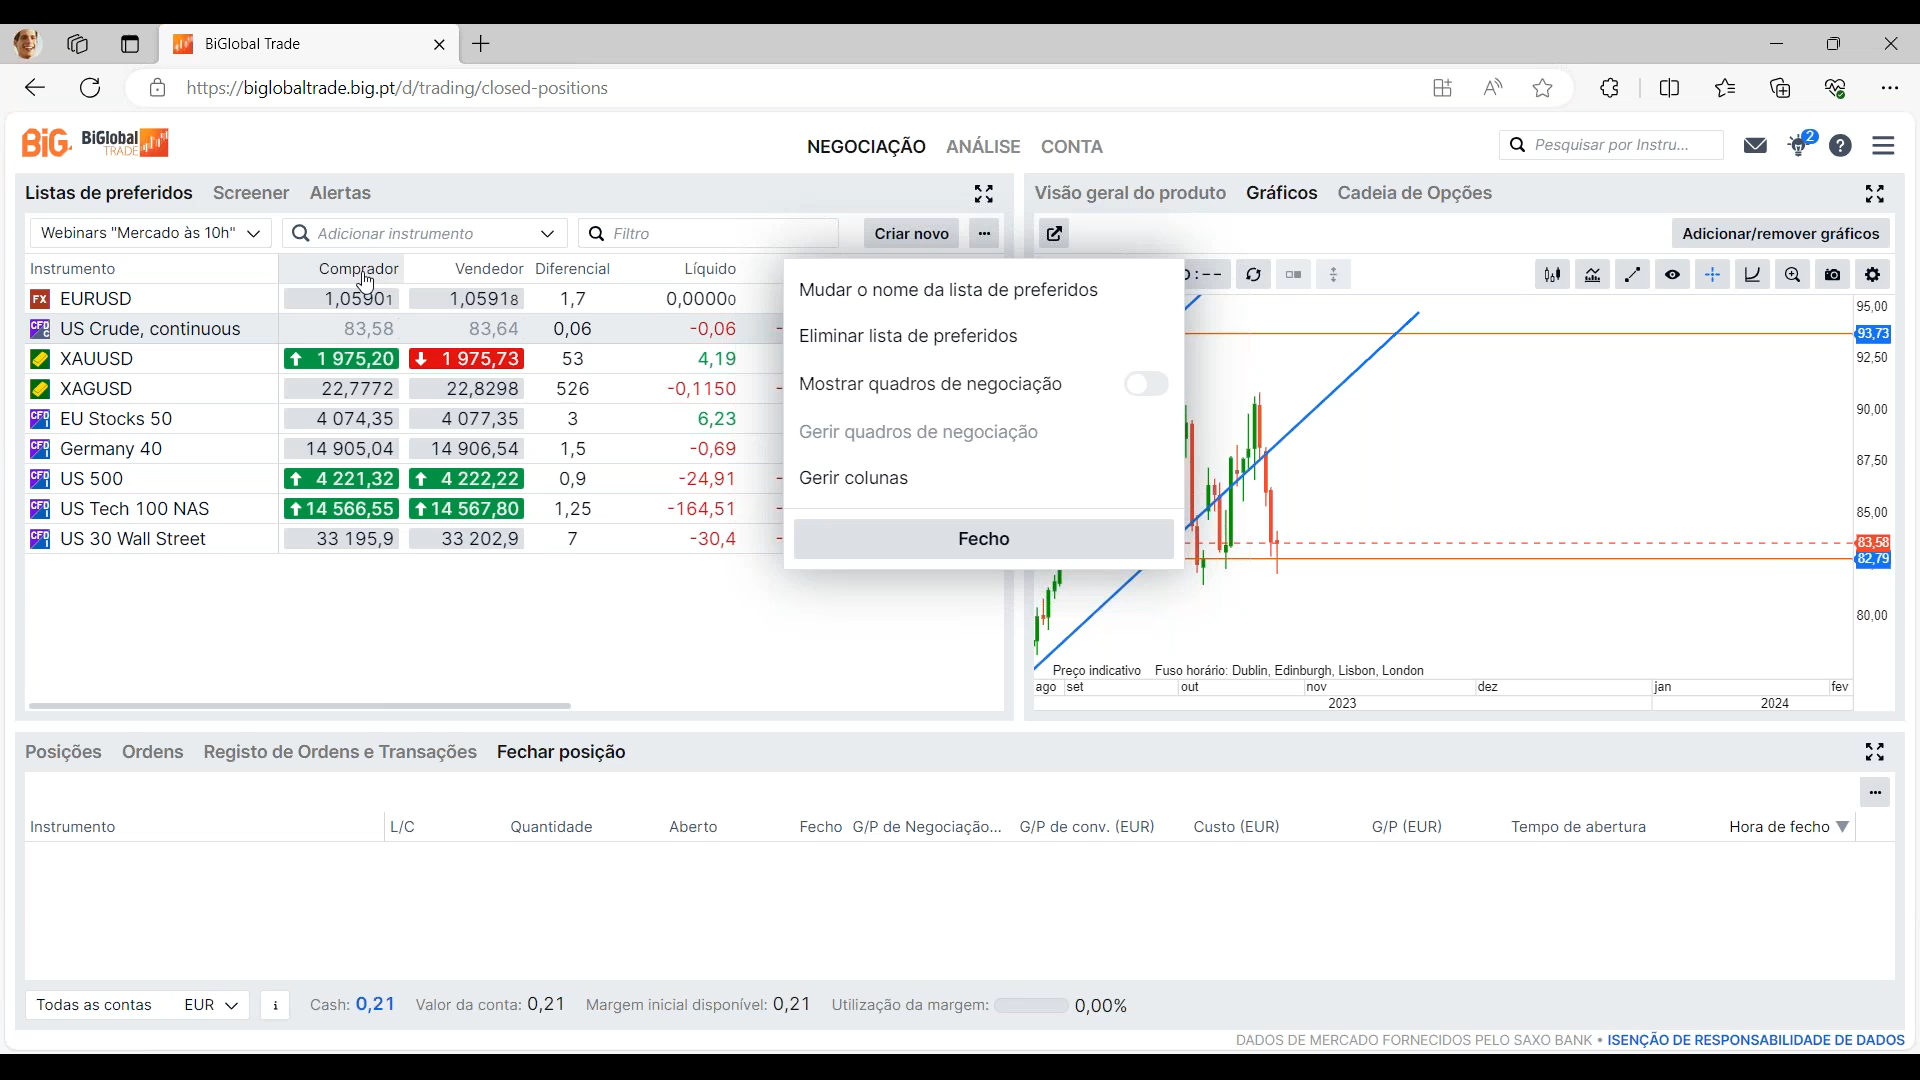 BiGlobal Trade
https://biglobaltrade.big.pt/d/trading/closed-positions
BiG. BiGlobal TRADE
NEGOCIAÇÃO ANÁLISE CONTA
Pesquisar por Instru...
2
Listas de preferidos Screener Alertas
Webinars "Mercado às 10h" Adicionar instrumento Filtro Criar novo ...
Instrumento Comprador Vendedor Diferencial Líquido
FX EURUSD 1,05901 1,05918 1,7 0,00000
CFD C US Crude, continuous 83,58 83,64 0,06 -0,06 -
XAUUSD 1 975,20 1 975,73 53 4,19
XAGUSD 22,7772 22,8298 526 -0,1150 -
CFD I EU Stocks 50 4 074,35 4 077,35 3 6,23
CFD I Germany 40 14 905,04 14 906,54 1,5 -0,69
CFD I US 500 4 221,32 4 222,22 0,9 -24,91 -
CFD I US Tech 100 NAS 14 566,55 14 567,80 1,25 -164,51 -
CFD I US 30 Wall Street 33 195,9 33 202,9 7 -30,4 -
Mudar o nome da lista de preferidos
Eliminar lista de preferidos
Mostrar quadros de negociação
Gerir quadros de negociação
Gerir colunas
Fecho
Visão geral do produto Gráficos Cadeia de Opções
Adicionar/remover gráficos
: --
95,00
93,73
92,50
90,00
87,50
85,00
83,58
82,79
80,00
Preço indicativo Fuso horário: Dublin, Edinburgh, Lisbon, London
ago set out nov dez jan fev
2023 2024
Posições Ordens Registo de Ordens e Transações Fechar posição
...
Instrumento L/C Quantidade Aberto Fecho G/P de Negociação... G/P de conv. (EUR) Custo (EUR) G/P (EUR) Tempo de abertura Hora de fecho
Todas as contas EUR i Cash: 0,21 Valor da conta: 0,21 Margem inicial disponível: 0,21 Utilização da margem: 0,00%
DADOS DE MERCADO FORNECIDOS PELO SAXO BANK • ISENÇÃO DE RESPONSABILIDADE DE DADOS